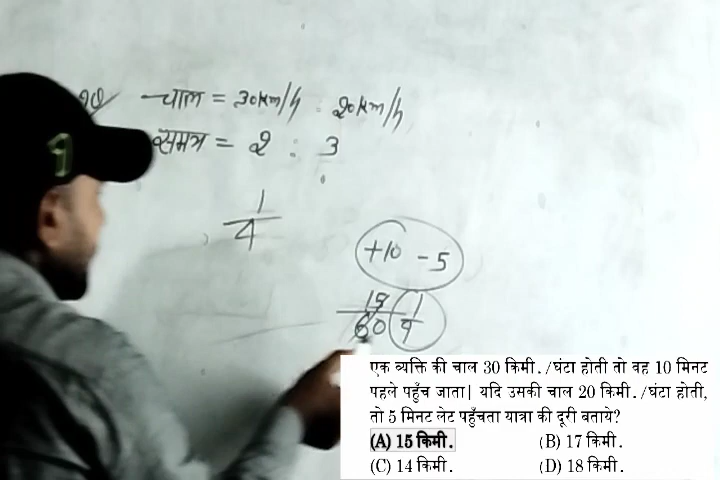 चाल = 30km/h : 20km/h
समय = 2 : 3
1
4
+10 - 5
15 1
60 4
एक व्यक्ति की चाल 30 किमी./घंटा होती तो वह 10 मिनट
पहले पहुँच जाता| यदि उसकी चाल 20 किमी./घंटा होती,
तो 5 मिनट लेट पहुँचता यात्रा की दूरी बताये?
(A) 15 किमी. (B) 17 किमी.
(C) 14 किमी. (D) 18 किमी.